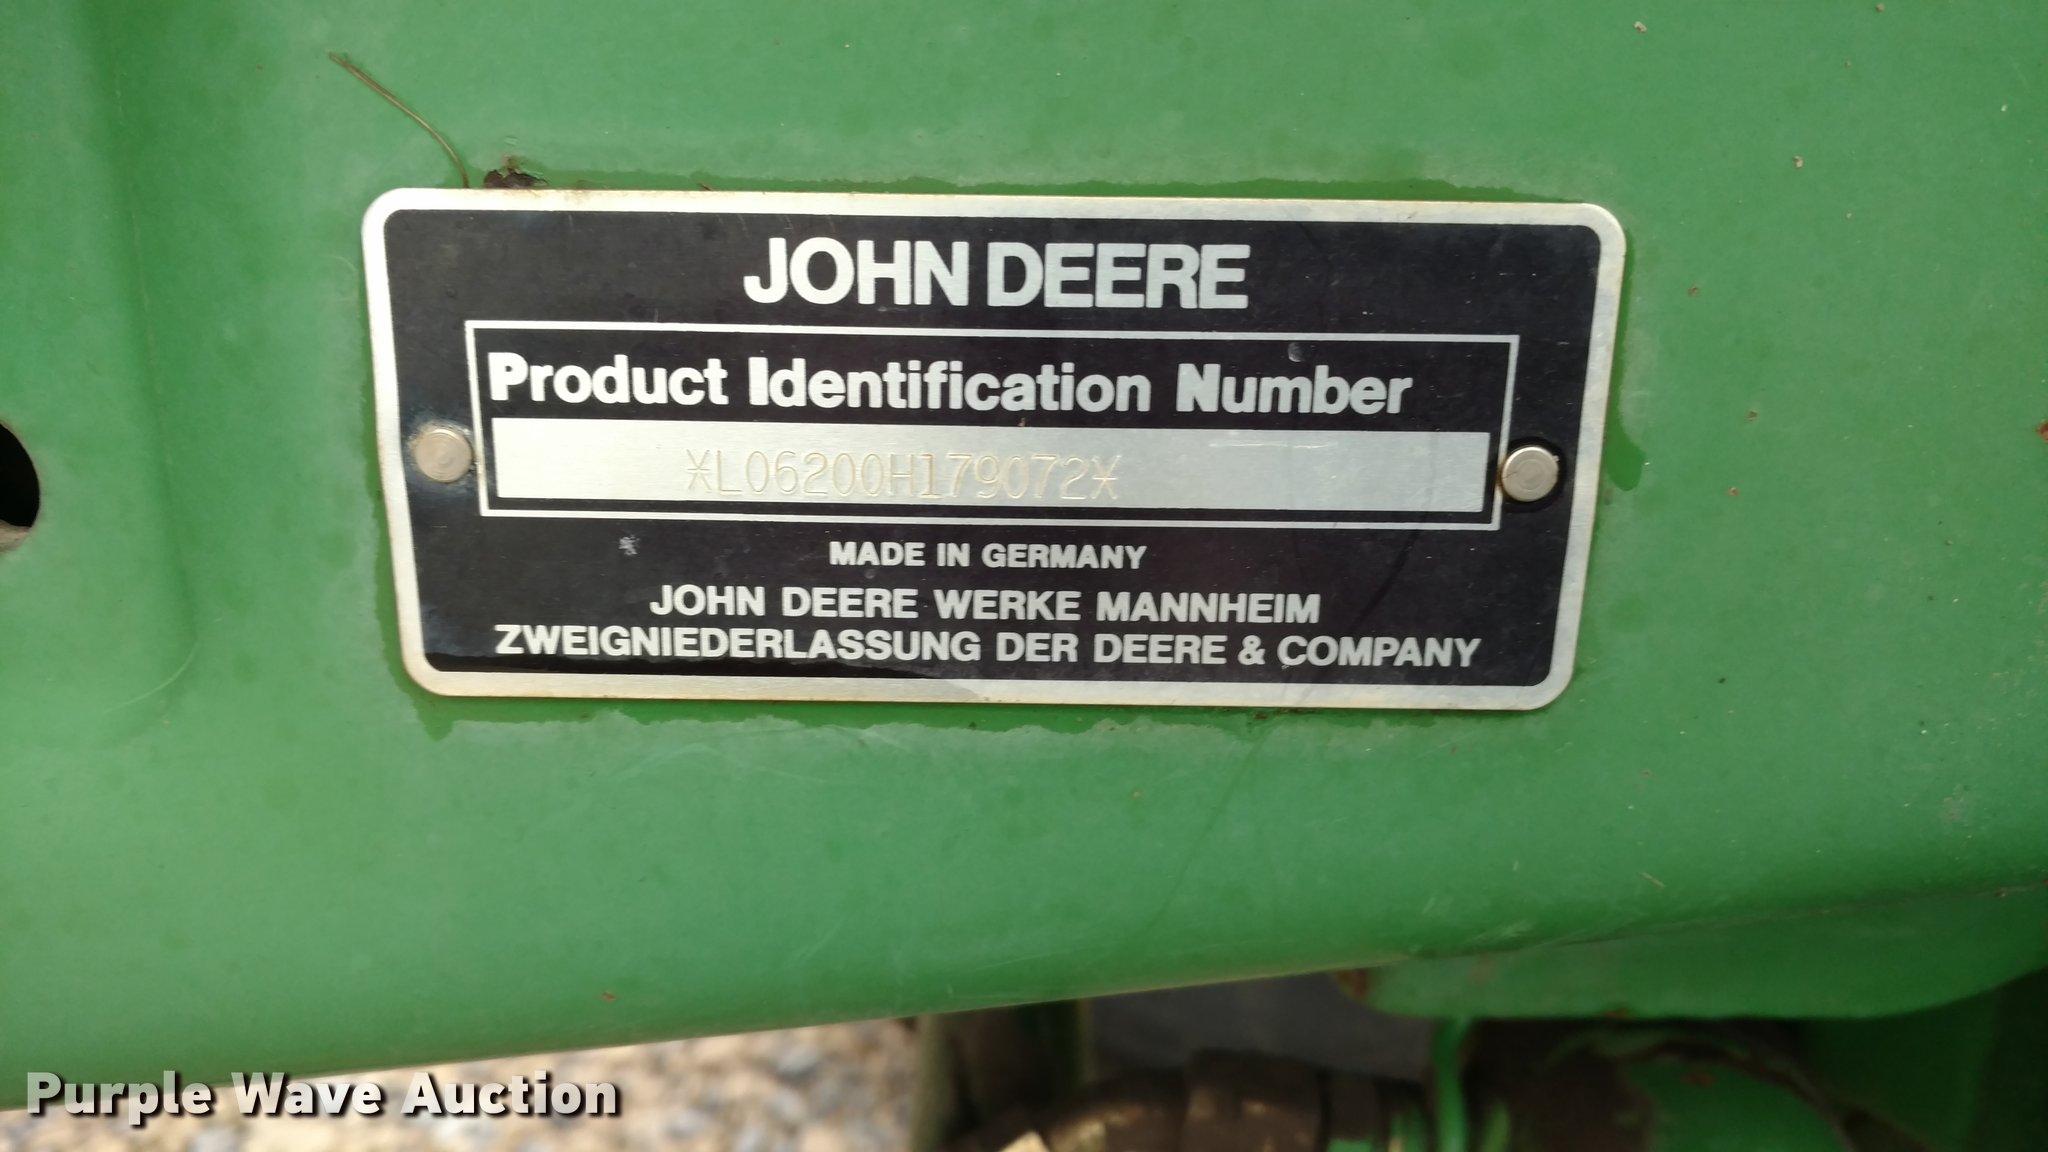 JOHN DEERE
Product Identification Number
*L06200H179072*
MADE IN GERMANY
JOHN DEERE WERKE MANNHEIM
ZWEIGNIEDERLASSUNG DER DEERE & COMPANY
Purple Wave Auction